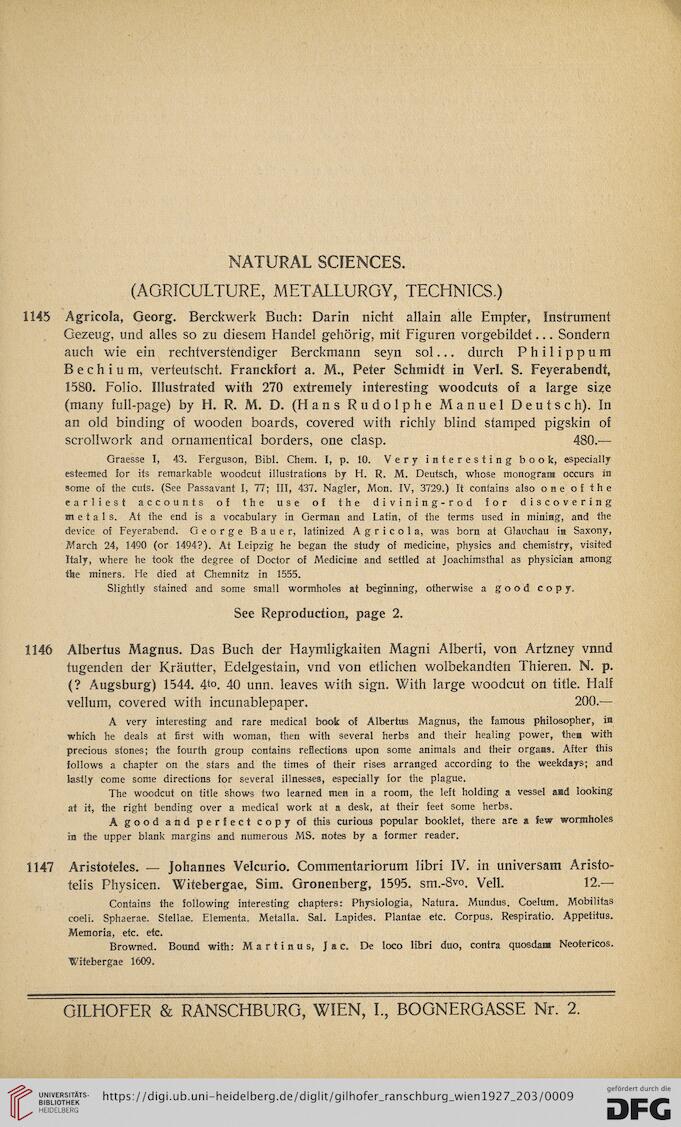 NATURAL SCIENCES.
(AGRICULTURE, METALLURGY, TECHNICS.)
1145 Agricola, Georg. Berckwerk Buch: Darin nicht allain alle Empter, Instrument
Gezeug, und alles so zu diesem Handel gehörig, mit Figuren vorgebildet... Sondern
auch wie ein rechtverstendiger Berckmann seyn sol... durch Philippum
Bechium, verteutscht. Franckfort a. M., Peter Schmidt in Verl. S. Feyerabendt,
1580. Folio. Illustrated with 270 extremely interesting woodcuts of a large size
(many full-page) by H. R. M. D. (Hans Rudolphe Manuel Deutsch). In
an old binding of wooden boards, covered with richly blind stamped pigskin of
scrollwork and ornamentical borders, one clasp. 480.—
Graesse I, 43. Ferguson, Bibl. Chem. I, p. 10. Very interesting book, especially
esteemed for its remarkable woodcut illustrations by H. R. M. Deutsch, whose monogram occurs in
some of the cuts. (See Passavant I, 77; III, 437. Nagler, Mon. IV, 3729.) It contains also one of the
earliest accounts of the use of the divining-rod for discovering
metals. At the end is a vocabulary in German and Latin, of the terms used in mining, and the
device of Feyerabend. George Bauer, latinized Agricola, was born at Glauchau in Saxony,
March 24, 1490 (or 1494?). At Leipzig he began the study of medicine, physics and chemistry, visited
Italy, where he took the degree of Doctor of Medicine and settled at Joachimsthal as physician among
the miners. He died at Chemnitz in 1555.
Slightly stained and some small wormholes at beginning, otherwise a good copy.
See Reproduction, page 2.
1146 Albertus Magnus. Das Buch der Haymligkaiten Magni Alberti, von Artzney vnnd
tugenden der Kräutter, Edelgestain, vnd von etlichen wolbekandten Thieren. N. p.
(? Augsburg) 1544. 4to. 40 unn. leaves with sign. With large woodcut on title. Half
vellum, covered with incunablepaper. 200.—
A very interesting and rare medical book of Albertus Magnus, the famous philosopher, in
which he deals at first with woman, then with several herbs and their healing power, then with
precious stones; the fourth group contains reflections upon some animals and their organs. After this
follows a chapter on the stars and the times of their rises arranged according to the weekdays; and
lastly come some directions for several illnesses, especially for the plague.
The woodcut on title shows two learned men in a room, the left holding a vessel and looking
at it, the right bending over a medical work at a desk, at their feet some herbs.
A good and perfect copy of this curious popular booklet, there are a few wormholes
in the upper blank margins and numerous MS. notes by a former reader.
1147 Aristoteles. — Johannes Velcurio. Commentariorum libri IV. in universam Aristo-
telis Physicen. Witebergae, Sim. Gronenberg, 1595. sm.-8vo. Vell. 12.—
Contains the following interesting chapters: Physiologia, Natura. Mundus. Coelum. Mobilitas
coeli. Sphaerae. Stellae. Elementa. Metalla. Sal. Lapides. Plantae etc. Corpus. Respiratio. Appetitus.
Memoria, etc. etc.
Browned. Bound with: Martinus, Jac. De loco libri duo, contra quosdam Neotericos.
Witebergae 1609.
GILHOFER & RANSCHBURG, WIEN, I., BOGNERGASSE Nr. 2.
UNIVERSITÄTS-
BIBLIOTHEK
HEIDELBERG
https://digi.ub.uni-heidelberg.de/diglit/gilhofer_ranschburg_wien1927_203/0009
gefördert durch die
DFG